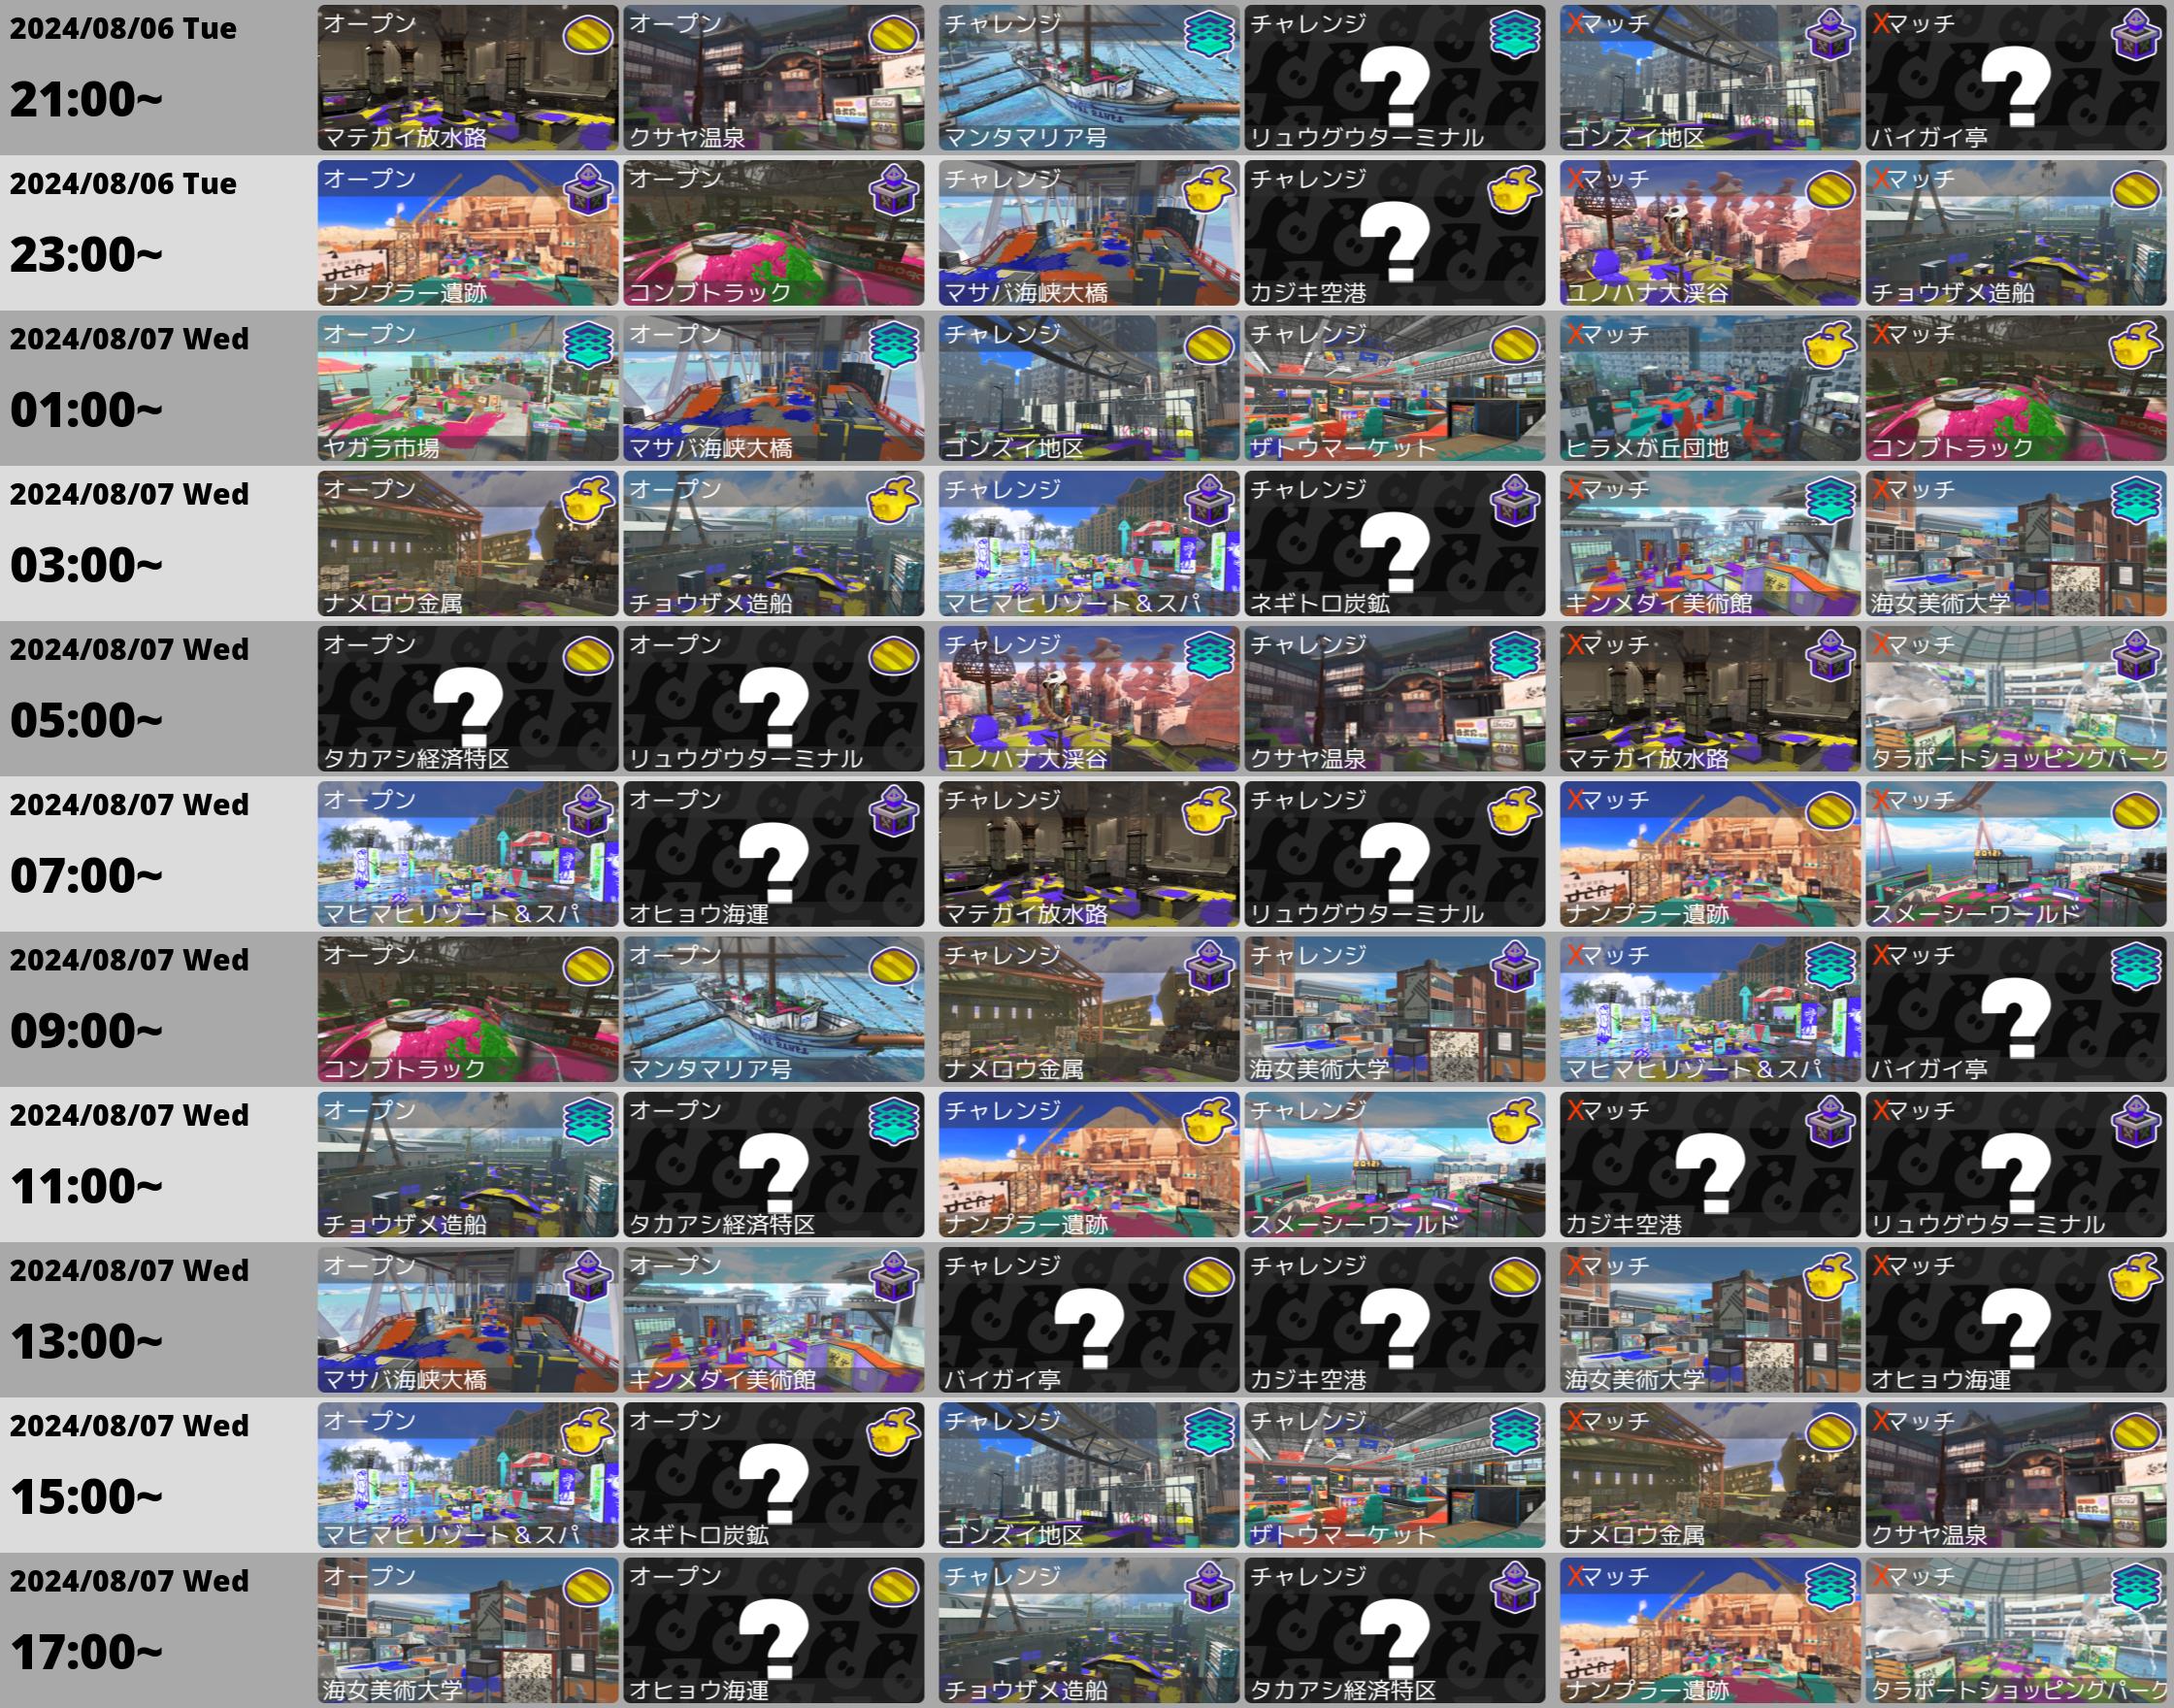 2024/08/06 Tue
21:00~
オープン
マテガイ放水路
オープン
クサヤ温泉
チャレンジ
マンタマリア号
チャレンジ
リュウグウターミナル
Xマッチ
ゴンズイ地区
Xマッチ
バイガイ亭
2024/08/06 Tue
23:00~
オープン
ナンプラー遺跡
オープン
コンブトラック
チャレンジ
マサバ海峡大橋
チャレンジ
カジキ空港
Xマッチ
ユノハナ大渓谷
Xマッチ
チョウザメ造船
2024/08/07 Wed
01:00~
オープン
ヤガラ市場
オープン
マサバ海峡大橋
チャレンジ
ゴンズイ地区
チャレンジ
ザトウマーケット
Xマッチ
ヒラメが丘団地
Xマッチ
コンブトラック
2024/08/07 Wed
03:00~
オープン
ナメロウ金属
オープン
チョウザメ造船
チャレンジ
マヒマヒリゾート&スパ
チャレンジ
ネギトロ炭鉱
Xマッチ
キンメダイ美術館
Xマッチ
海女美術大学
2024/08/07 Wed
05:00~
オープン
タカアシ経済特区
オープン
リュウグウターミナル
チャレンジ
ユノハナ大渓谷
チャレンジ
クサヤ温泉
Xマッチ
マテガイ放水路
Xマッチ
タラポートショッピングパーク
2024/08/07 Wed
07:00~
オープン
マヒマヒリゾート&スパ
オープン
オヒョウ海運
チャレンジ
マテガイ放水路
チャレンジ
リュウグウターミナル
Xマッチ
ナンプラー遺跡
Xマッチ
スメーシーワールド
2024/08/07 Wed
09:00~
オープン
コンブトラック
オープン
マンタマリア号
チャレンジ
ナメロウ金属
チャレンジ
海女美術大学
Xマッチ
マヒマヒリゾート&スパ
Xマッチ
バイガイ亭
2024/08/07 Wed
11:00~
オープン
チョウザメ造船
オープン
タカアシ経済特区
チャレンジ
ナンプラー遺跡
チャレンジ
スメーシーワールド
Xマッチ
カジキ空港
Xマッチ
リュウグウターミナル
2024/08/07 Wed
13:00~
オープン
マサバ海峡大橋
オープン
キンメダイ美術館
チャレンジ
バイガイ亭
チャレンジ
カジキ空港
Xマッチ
海女美術大学
Xマッチ
オヒョウ海運
2024/08/07 Wed
15:00~
オープン
マヒマヒリゾート&スパ
オープン
ネギトロ炭鉱
チャレンジ
ゴンズイ地区
チャレンジ
ザトウマーケット
Xマッチ
ナメロウ金属
Xマッチ
クサヤ温泉
2024/08/07 Wed
17:00~
オープン
海女美術大学
オープン
オヒョウ海運
チャレンジ
チョウザメ造船
チャレンジ
タカアシ経済特区
Xマッチ
ナンプラー遺跡
Xマッチ
タラポートショッピングパーク